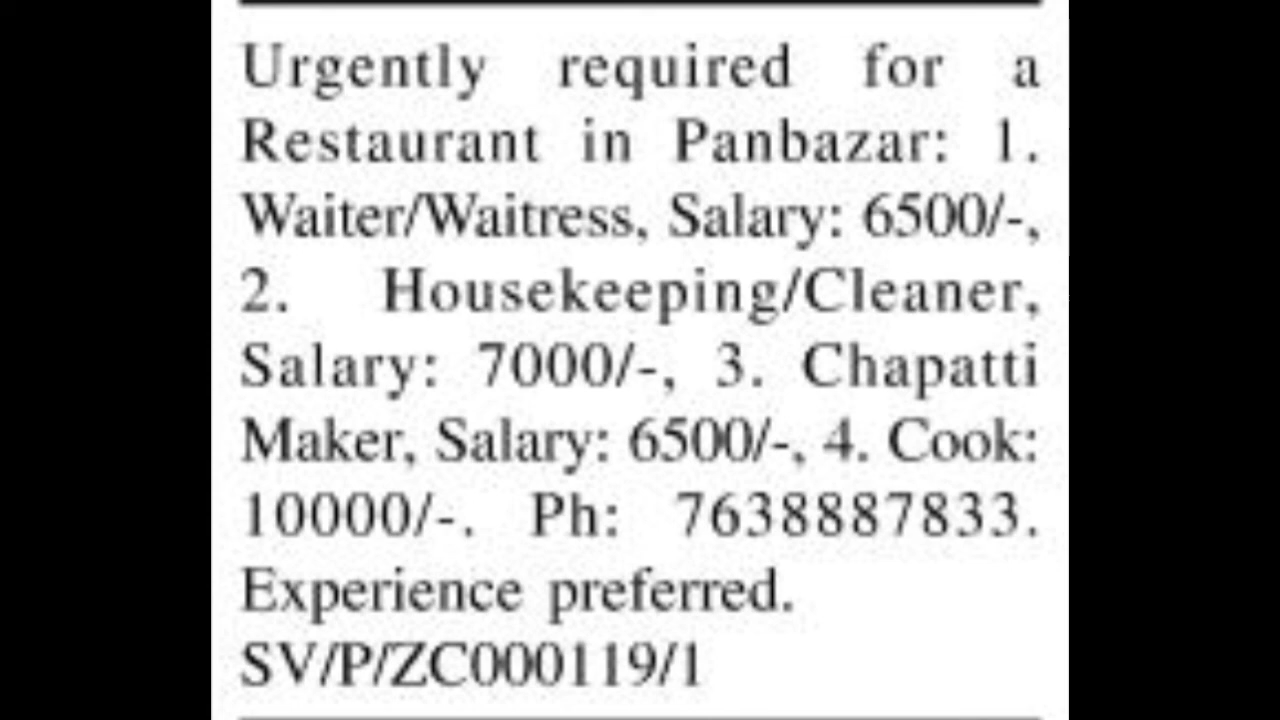 Urgently required for a
Restaurant in Panbazar: 1.
Waiter/Waitress, Salary: 6500/-,
2. Housekeeping/Cleaner,
Salary: 7000/-, 3. Chapatti
Maker, Salary: 6500/-, 4. Cook:
10000/-. Ph: 7638887833.
Experience preferred.
SV/P/ZC000119/1